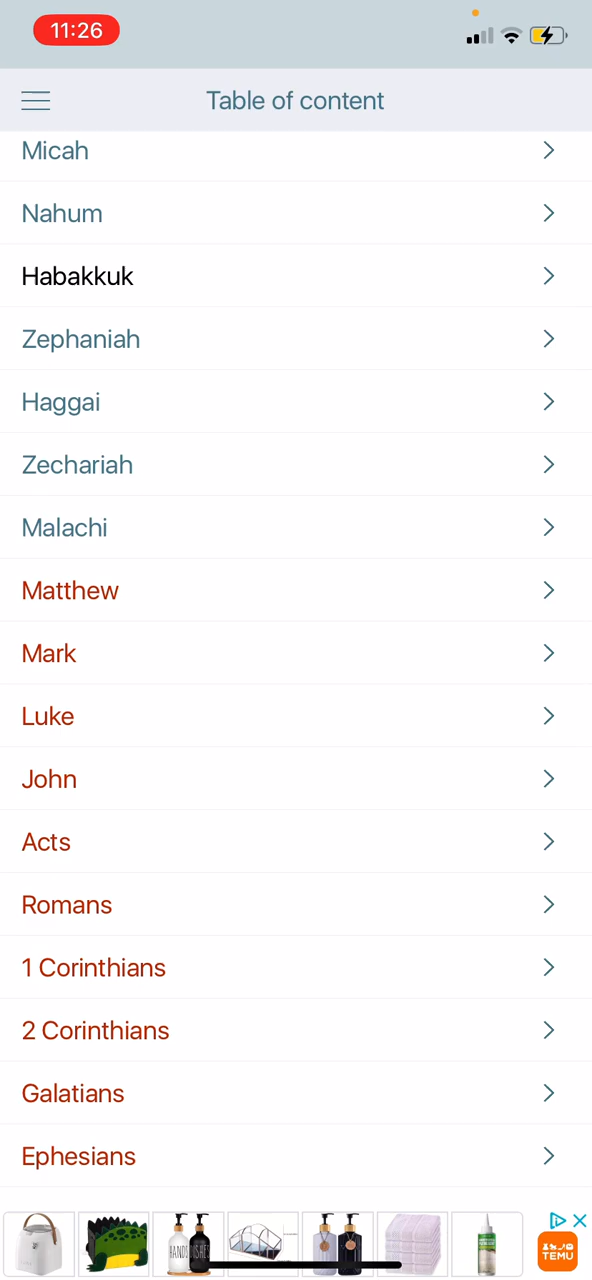 11:26
Table of content
Micah
Nahum
Habakkuk
Zephaniah
Haggai
Zechariah
Malachi
Matthew
Mark
Luke
John
Acts
Romans
1 Corinthians
2 Corinthians
Galatians
Ephesians
TEMU